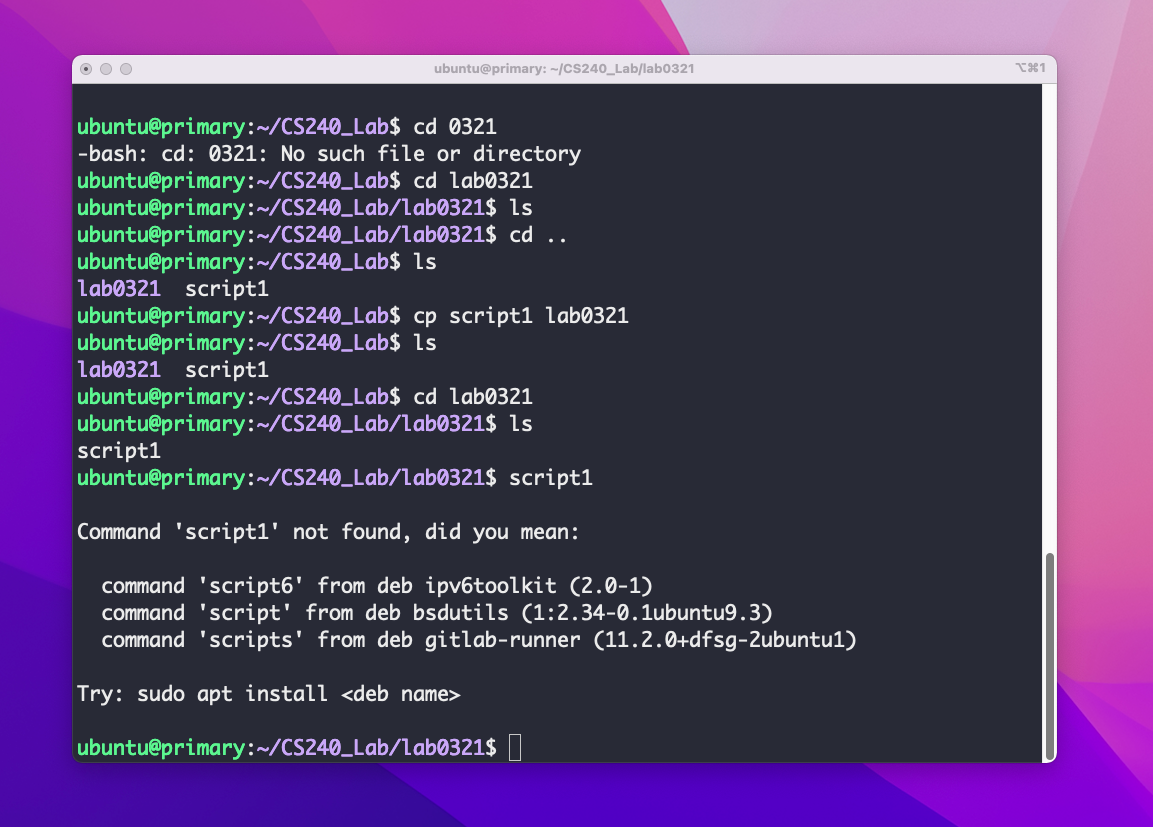 ubuntu@primary: ~/CS240_Lab/lab0321
⌥⌘1
ubuntu@primary:~/CS240_Lab$ cd 0321
-bash: cd: 0321: No such file or directory
ubuntu@primary:~/CS240_Lab$ cd lab0321
ubuntu@primary:~/CS240_Lab/lab0321$ ls
ubuntu@primary:~/CS240_Lab/lab0321$ cd ..
ubuntu@primary:~/CS240_Lab$ ls
lab0321  script1
ubuntu@primary:~/CS240_Lab$ cp script1 lab0321
ubuntu@primary:~/CS240_Lab$ ls
lab0321  script1
ubuntu@primary:~/CS240_Lab$ cd lab0321
ubuntu@primary:~/CS240_Lab/lab0321$ ls
script1
ubuntu@primary:~/CS240_Lab/lab0321$ script1
Command 'script1' not found, did you mean:
  command 'script6' from deb ipv6toolkit (2.0-1)
  command 'script' from deb bsdutils (1:2.34-0.1ubuntu9.3)
  command 'scripts' from deb gitlab-runner (11.2.0+dfsg-2ubuntu1)
Try: sudo apt install <deb name>
ubuntu@primary:~/CS240_Lab/lab0321$